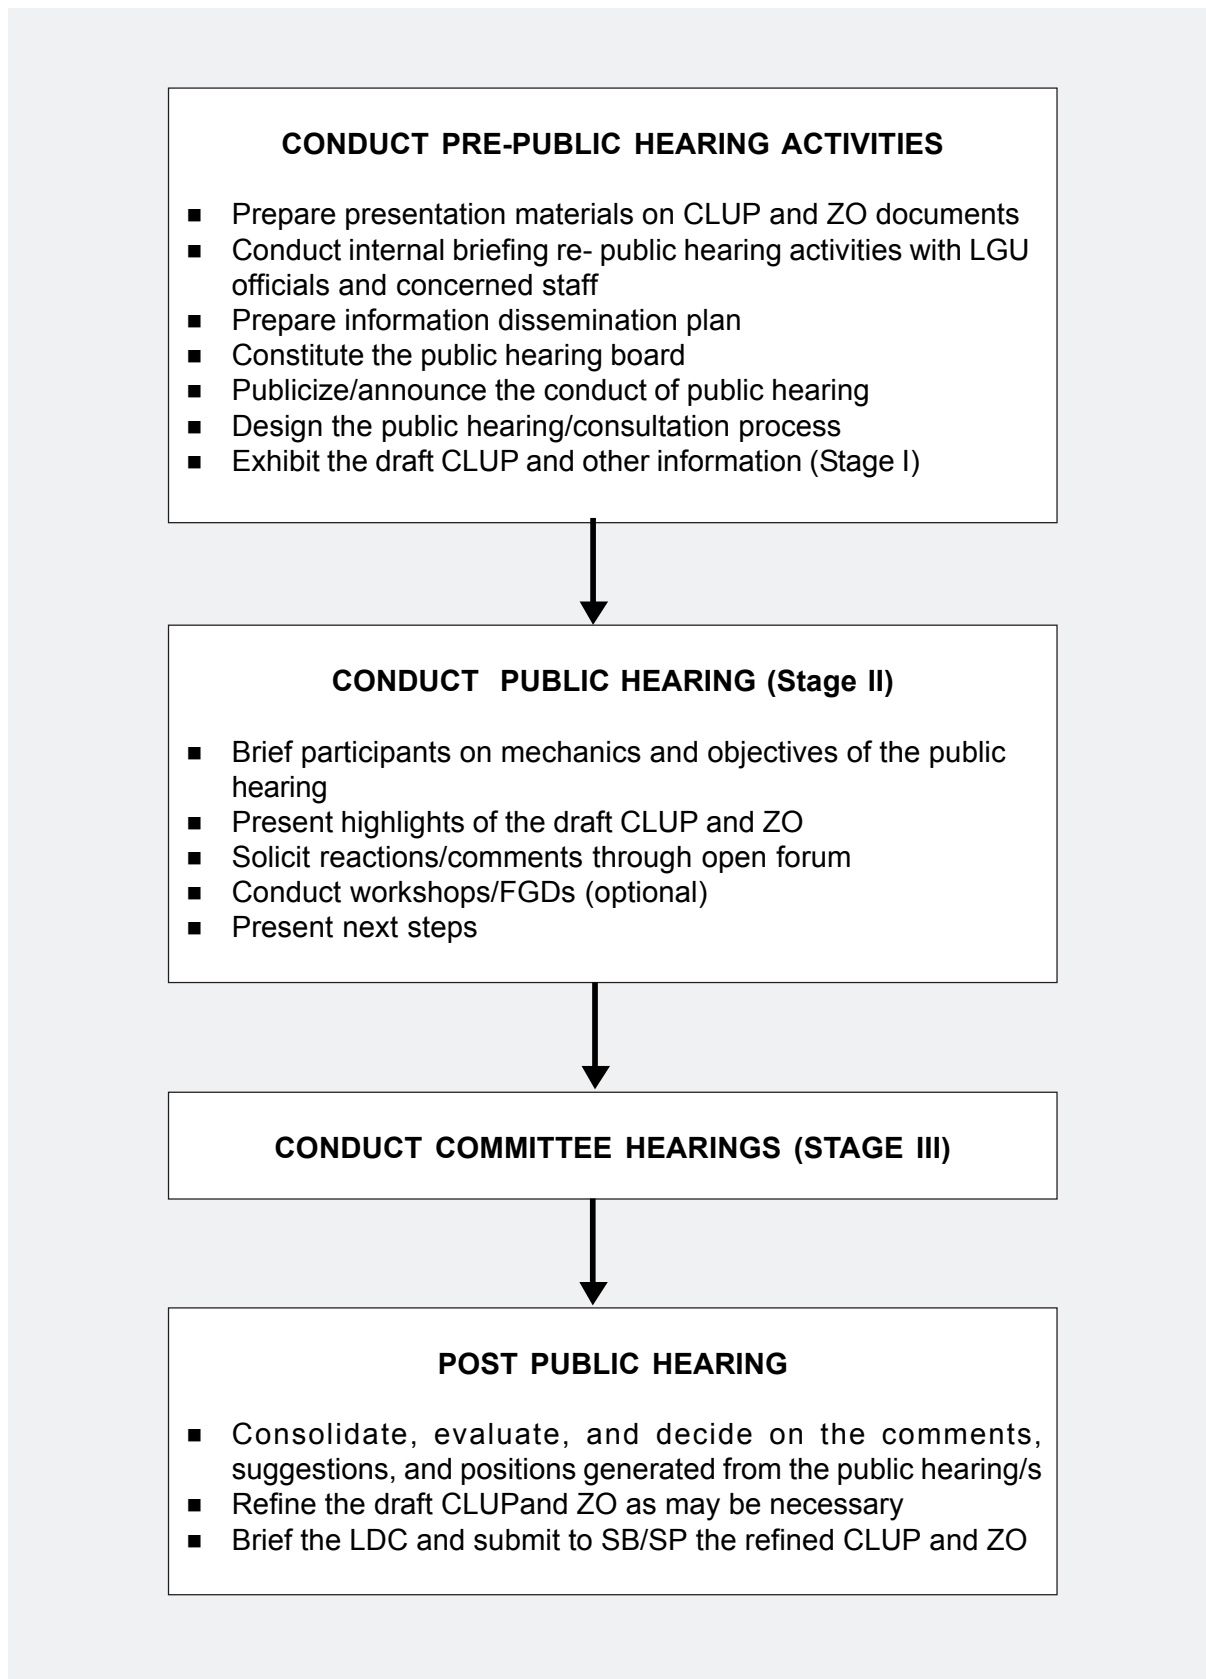 CONDUCT PRE-PUBLIC HEARING ACTIVITIES
■ Prepare presentation materials on CLUP and ZO documents
■ Conduct internal briefing re- public hearing activities with LGU
officials and concerned staff
■ Prepare information dissemination plan
■ Constitute the public hearing board
■ Publicize/announce the conduct of public hearing
■ Design the public hearing/consultation process
■ Exhibit the draft CLUP and other information (Stage I)
CONDUCT PUBLIC HEARING (Stage II)
■ Brief participants on mechanics and objectives of the public
hearing
■ Present highlights of the draft CLUP and ZO
■ Solicit reactions/comments through open forum
■ Conduct workshops/FGDs (optional)
■ Present next steps
CONDUCT COMMITTEE HEARINGS (STAGE III)
POST PUBLIC HEARING
■ Consolidate, evaluate, and decide on the comments,
suggestions, and positions generated from the public hearing/s
■ Refine the draft CLUPand ZO as may be necessary
■ Brief the LDC and submit to SB/SP the refined CLUP and ZO